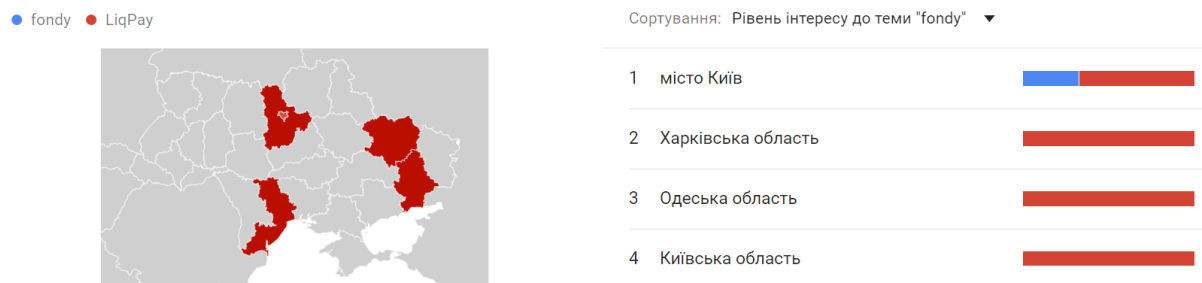 fondy LiqPay
Сортування: Рівень інтересу до теми "fondy"
1 місто Київ
2 Харківська область
3 Одеська область
4 Київська область